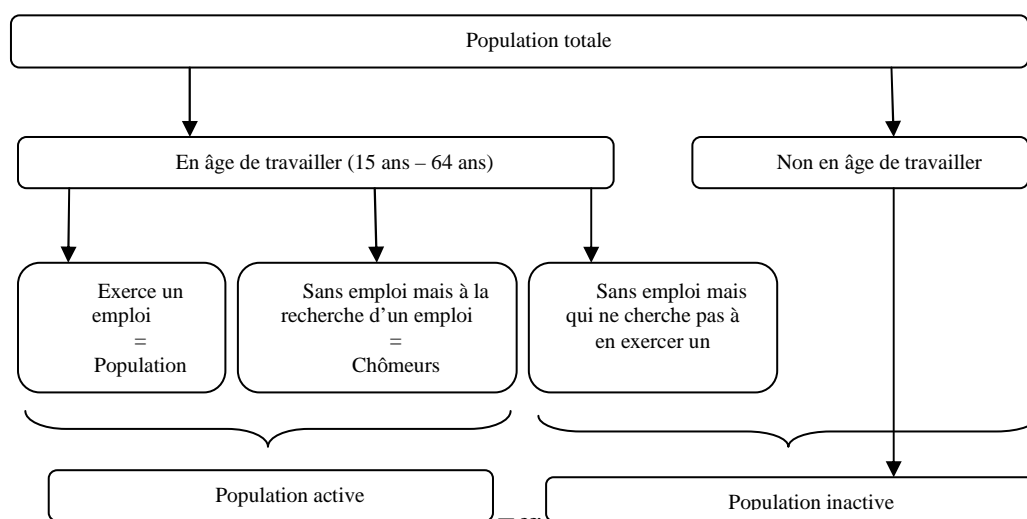 Population totale
En âge de travailler (15 ans – 64 ans)
Non en âge de travailler
Exerce un
emploi
=
Population
Sans emploi mais à la
recherche d’un emploi
=
Chômeurs
Sans emploi mais
qui ne cherche pas à
en exercer un
Population active
Population inactive